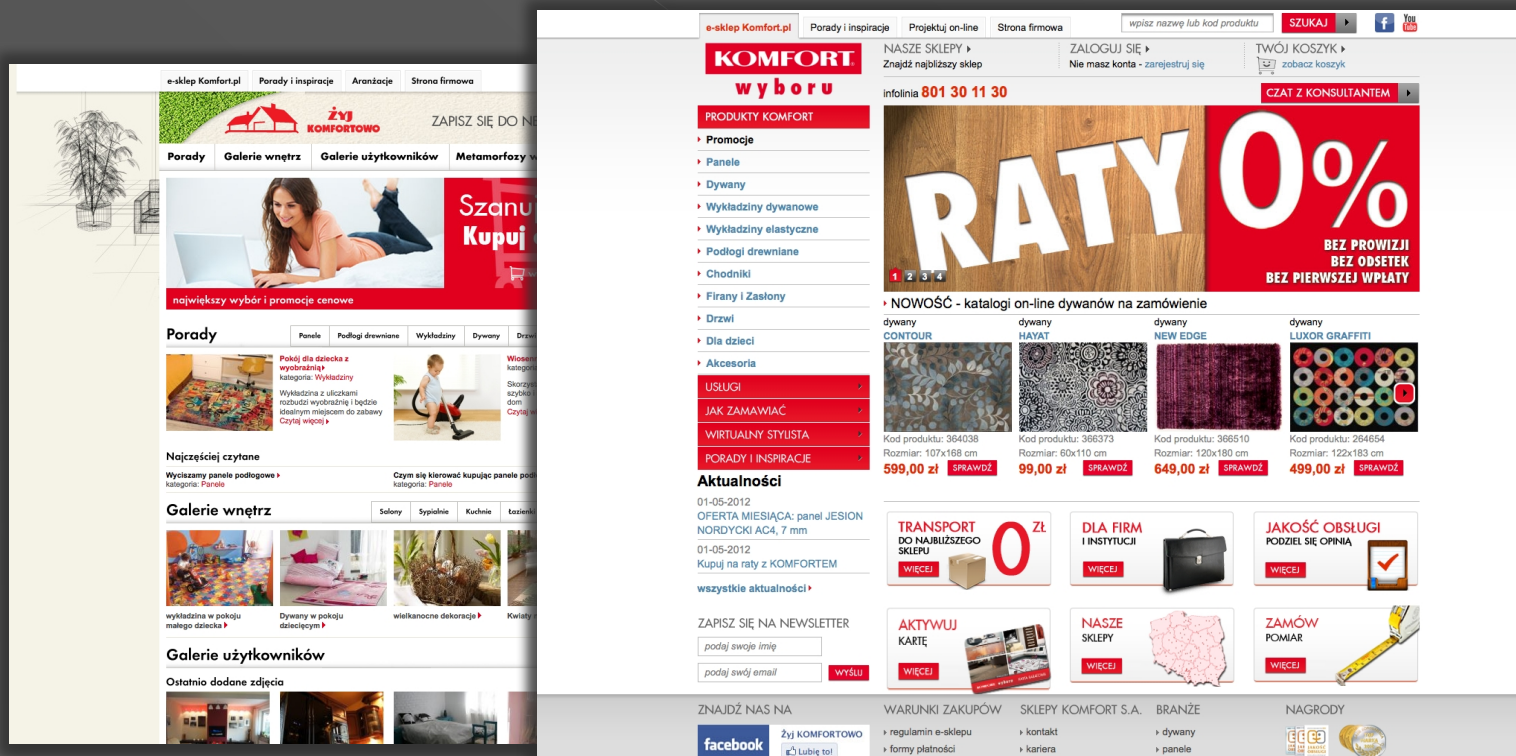 e-sklep Komfort.pl
Porady i inspiracje
Aranżacje
Strona firmowa
ŻYJ
KOMFORTOWO
ZAPISZ SIĘ DO
Porady
Galerie wnętrz
Galerie użytkowników
Metamorfozy
Kupuj
największy wybór i promocje cenowe
Porady
Panele
Podłogi drewniane
Wykładziny
Dywany
Pokój dla dziecka z
wyobraźnią
kategoria: Wykładziny
Wykładzina z uliczkami
rozbudzi wyobraźnię i będzie
idealnym miejscem do zabawy
Czytaj więcej
szybko
dom
Czytaj
Najczęściej czytane
Wyciszamy panele podłogowe
kategoria: Panele
Czym się kierować kupując panele
kategoria: Panele
Galerie wnętrz
Salony
Sypialnie
Kuchnie
wykładzina w pokoju
małego dziecka
Dywany w pokoju
dziecięcym
wielkanocne dekoracje
Kwiaty
Galerie użytkowników
Ostatnio dodane zdjęcia
e-sklep Komfort.pl
Porady i inspiracje
Projektuj on-line
Strona firmowa
wpisz nazwę lub kod produktu
SZUKAJ
f
You
Tube
KOMFORT
wyboru
NASZE SKLEPY
Znajdź najbliższy sklep
ZALOGUJ SIĘ
Nie masz konta - zarejestruj się
TWÓJ KOSZYK
zobacz koszyk
infolinia 801 30 11 30
CZAT Z KONSULTANTEM
PRODUKTY KOMFORT
Promocje
Panele
Dywany
Wykładziny dywanowe
Wykładziny elastyczne
Podłogi drewniane
Chodniki
Firany i Zasłony
Drzwi
Dla dzieci
Akcesoria
USŁUGI
JAK ZAMAWIAĆ
WIRTUALNY STYLISTA
PORADY I INSPIRACJE
RATY 0%
BEZ PROWIZJI
BEZ ODSETEK
BEZ PIERWSZEJ WPŁATY
1 2 3 4
NOWOŚĆ - katalogi on-line dywanów na zamówienie
dywany
CONTOUR
Kod produktu: 364038
Rozmiar: 107x168 cm
599,00 zł SPRAWDŹ
dywany
HAYAT
Kod produktu: 366373
Rozmiar: 60x110 cm
99,00 zł SPRAWDŹ
dywany
NEW EDGE
Kod produktu: 366510
Rozmiar: 120x180 cm
649,00 zł SPRAWDŹ
dywany
LUXOR GRAFFITI
Kod produktu: 264654
Rozmiar: 122x183 cm
499,00 zł SPRAWDŹ
Aktualności
01-05-2012
OFERTA MIESIĄCA: panel JESION
NORDYCKI AC4, 7 mm
01-05-2012
Kupuj na raty z KOMFORTEM
wszystkie aktualności
ZAPISZ SIĘ NA NEWSLETTER
podaj swoje imię
podaj swój email
WYŚLIJ
TRANSPORT 0 ZŁ
DO NAJBLIŻSZEGO
SKLEPU
WIĘCEJ
DLA FIRM
I INSTYTUCJI
WIĘCEJ
JAKOŚĆ OBSŁUGI
PODZIEL SIĘ OPINIĄ
WIĘCEJ
AKTYWUJ
KARTĘ
WIĘCEJ
NASZE
SKLEPY
WIĘCEJ
ZAMÓW
POMIAR
WIĘCEJ
ZNAJDŹ NAS NA
facebook
Żyj KOMFORTOWO
Lubię to!
WARUNKI ZAKUPÓW
regulamin e-sklepu
formy płatności
SKLEPY KOMFORT S.A.
kontakt
kariera
BRANŻE
dywany
panele
NAGRODY